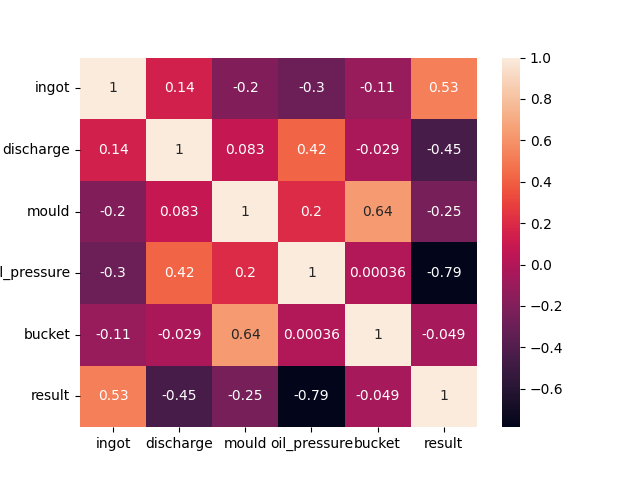 ingot 1 0.14 -0.2 -0.3 -0.11 0.53
discharge 0.14 1 0.083 0.42 -0.029 -0.45
mould -0.2 0.083 1 0.2 0.64 -0.25
l_pressure -0.3 0.42 0.2 1 0.00036 -0.79
bucket -0.11 -0.029 0.64 0.00036 1 -0.049
result 0.53 -0.45 -0.25 -0.79 -0.049 1
ingot discharge mould oil_pressure bucket result
1.0
0.8
0.6
0.4
0.2
0.0
−0.2
−0.4
−0.6